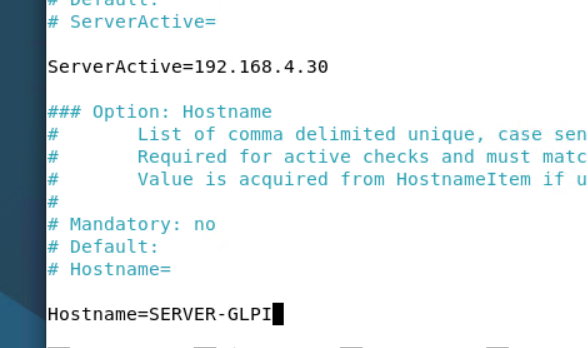 # Default:
# ServerActive=
ServerActive=192.168.4.30
### Option: Hostname
#       List of comma delimited unique, case sen
#       Required for active checks and must matc
#       Value is acquired from HostnameItem if u
#
# Mandatory: no
# Default:
# Hostname=
Hostname=SERVER-GLPI